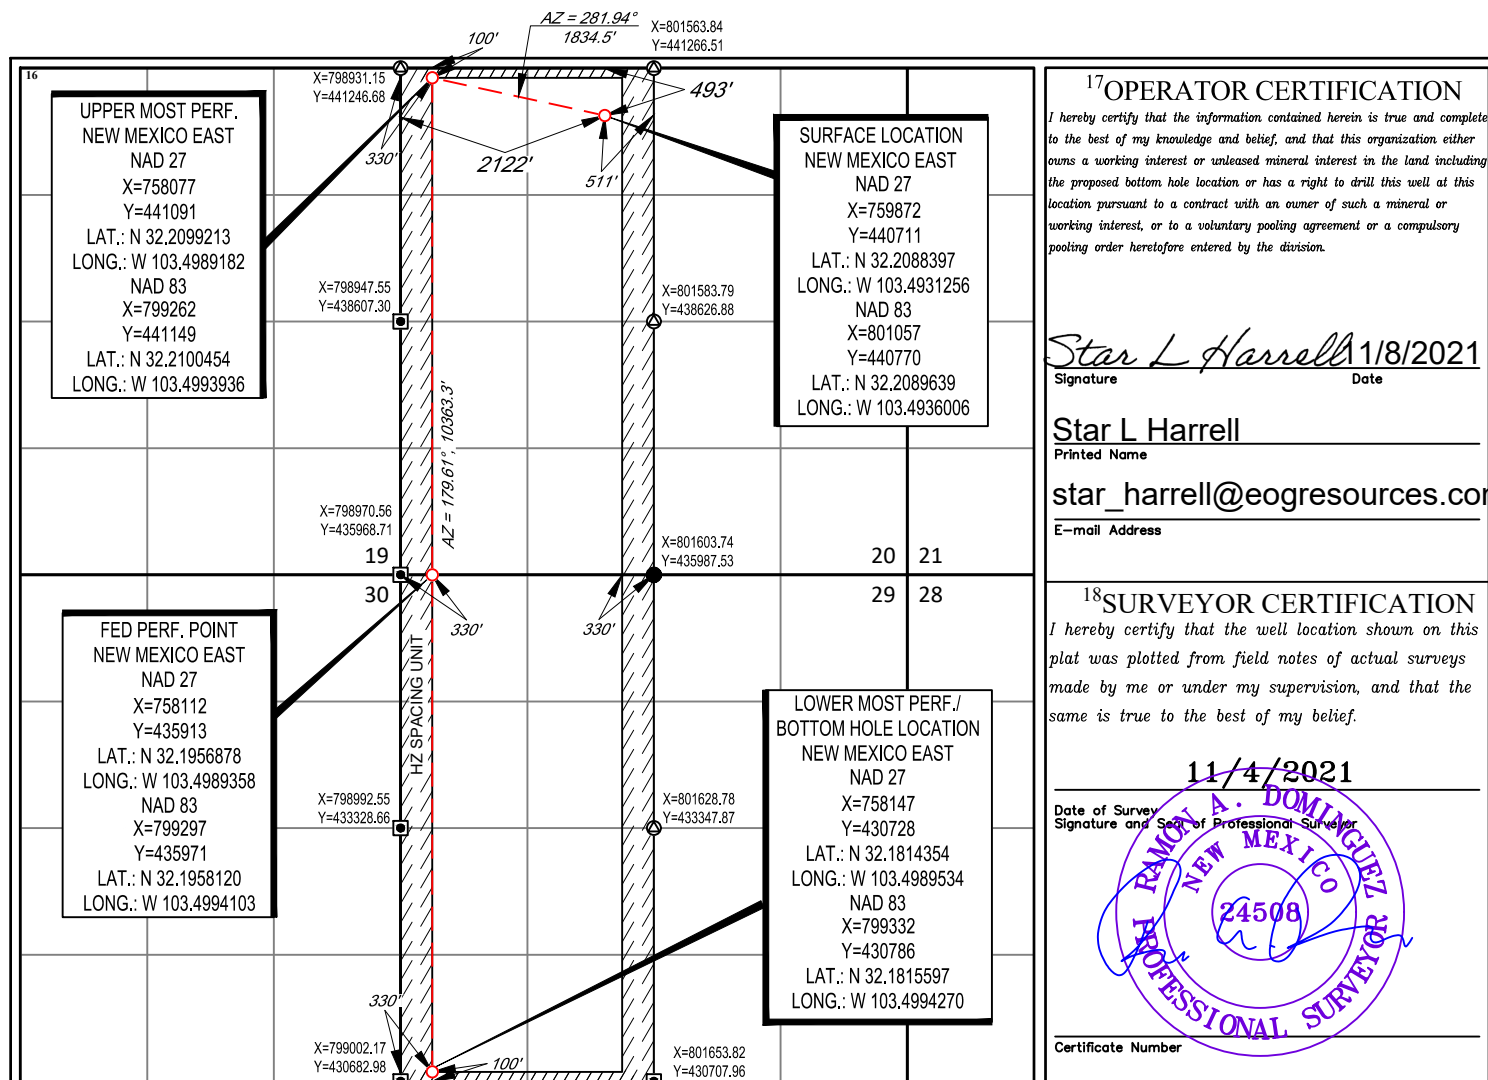 16
AZ = 281.94°
1834.5'
100'
X=801563.84
Y=441266.51
X=798931.15
Y=441246.68
493'
330'
2122'
511'
UPPER MOST PERF.
NEW MEXICO EAST
NAD 27
X=758077
Y=441091
LAT.: N 32.2099213
LONG.: W 103.4989182
NAD 83
X=799262
Y=441149
LAT.: N 32.2100454
LONG.: W 103.4993936
SURFACE LOCATION
NEW MEXICO EAST
NAD 27
X=759872
Y=440711
LAT.: N 32.2088397
LONG.: W 103.4931256
NAD 83
X=801057
Y=440770
LAT.: N 32.2089639
LONG.: W 103.4936006
X=798947.55
Y=438607.30
X=801583.79
Y=438626.88
AZ = 179.61°, 10363.3'
X=798970.56
Y=435968.71
X=801603.74
Y=435987.53
19
20 21
30
29 28
330'
330'
HZ SPACING UNIT
FED PERF. POINT
NEW MEXICO EAST
NAD 27
X=758112
Y=435913
LAT.: N 32.1956878
LONG.: W 103.4989358
NAD 83
X=799297
Y=435971
LAT.: N 32.1958120
LONG.: W 103.4994103
LOWER MOST PERF./
BOTTOM HOLE LOCATION
NEW MEXICO EAST
NAD 27
X=758147
Y=430728
LAT.: N 32.1814354
LONG.: W 103.4989534
NAD 83
X=799332
Y=430786
LAT.: N 32.1815597
LONG.: W 103.4994270
X=798992.55
Y=433328.66
X=801628.78
Y=433347.87
330'
100'
X=799002.17
Y=430682.98
X=801653.82
Y=430707.96
17OPERATOR CERTIFICATION
I hereby certify that the information contained herein is true and complete
to the best of my knowledge and belief, and that this organization either
owns a working interest or unleased mineral interest in the land including
the proposed bottom hole location or has a right to drill this well at this
location pursuant to a contract with an owner of such a mineral or
working interest, or to a voluntary pooling agreement or a compulsory
pooling order heretofore entered by the division.
Star L Harrell 11/8/2021
Signature Date
Star L Harrell
Printed Name
star_harrell@eogresources.com
E-mail Address
18SURVEYOR CERTIFICATION
I hereby certify that the well location shown on this
plat was plotted from field notes of actual surveys
made by me or under my supervision, and that the
same is true to the best of my belief.
11/4/2021
Date of Survey
Signature and Seal of Professional Surveyor
RAMON A. DOMINGUEZ
NEW MEXICO
24508
PROFESSIONAL SURVEYOR
Certificate Number